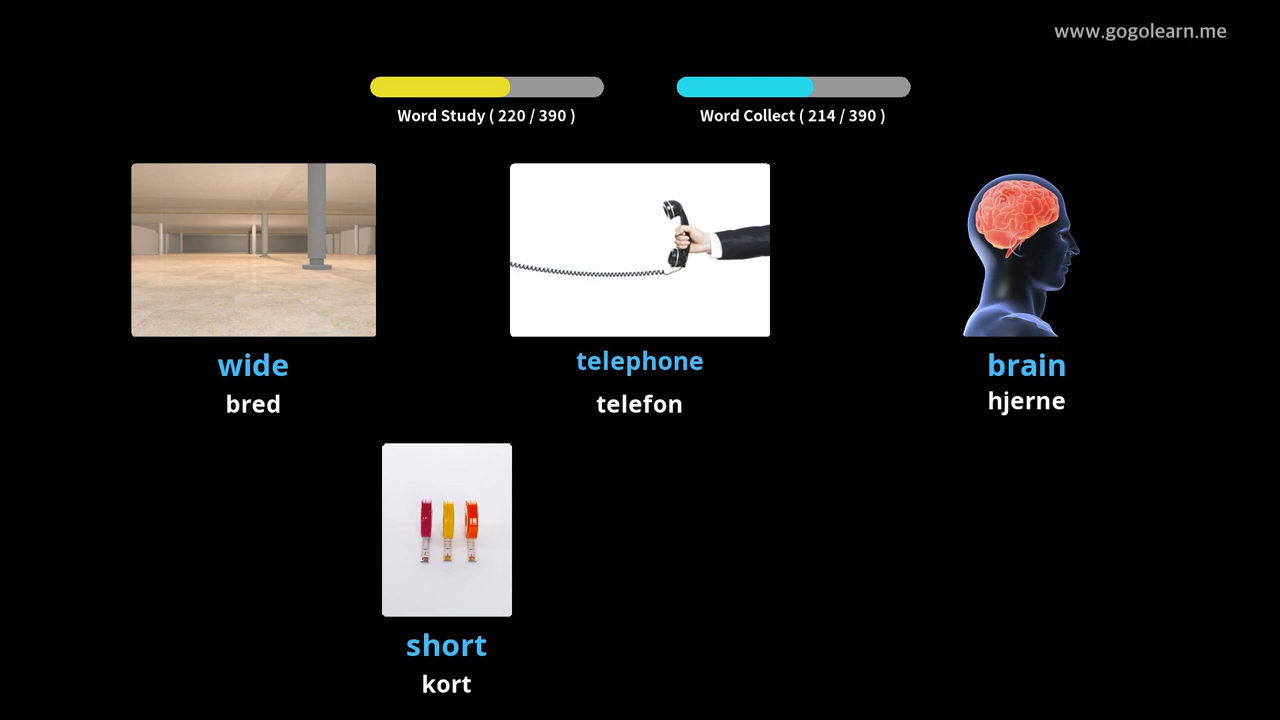 www.gogolearn.me
Word Study ( 220 / 390 )
Word Collect ( 214 / 390 )
wide
bred
telephone
telefon
brain
hjerne
short
kort